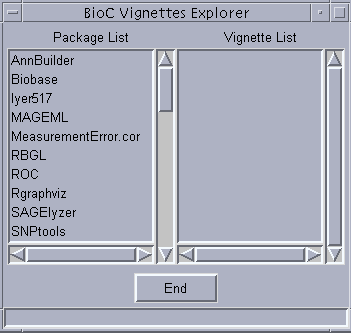 BioC Vignettes Explorer
Package List
Vignette List
AnnBuilder
Biobase
Iyer517
MAGEML
MeasurementError.cor
RBGL
ROC
Rgraphviz
SAGElyzer
SNPtools
End